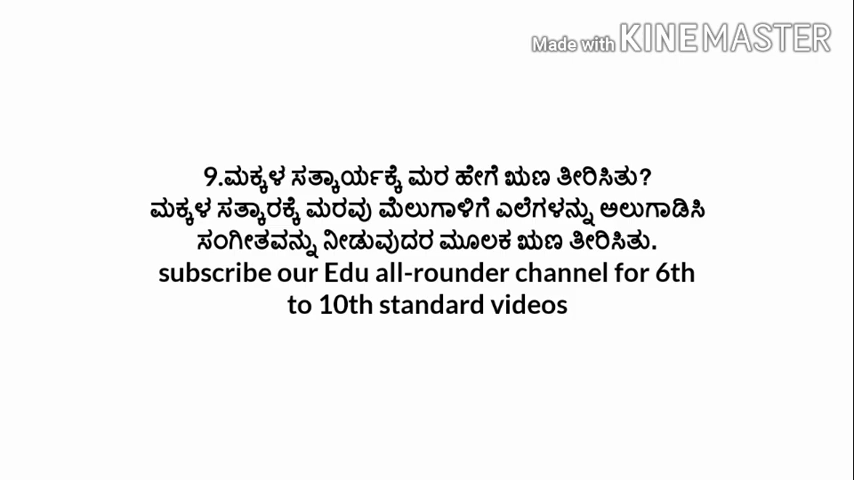 Made with KINEMASTER
9.ಮಕ್ಕಳ ಸತ್ಕಾರ್ಯಕ್ಕೆ ಮರ ಹೇಗೆ ಋಣ ತೀರಿಸಿತು?
ಮಕ್ಕಳ ಸತ್ಕಾರಕ್ಕೆ ಮರವು ಮೆಲುಗಾಳಿಗೆ ಎಲೆಗಳನ್ನು ಅಲುಗಾಡಿಸಿ
ಸಂಗೀತವನ್ನು ನೀಡುವುದರ ಮೂಲಕ ಋಣ ತೀರಿಸಿತು.
subscribe our Edu all-rounder channel for 6th
to 10th standard videos